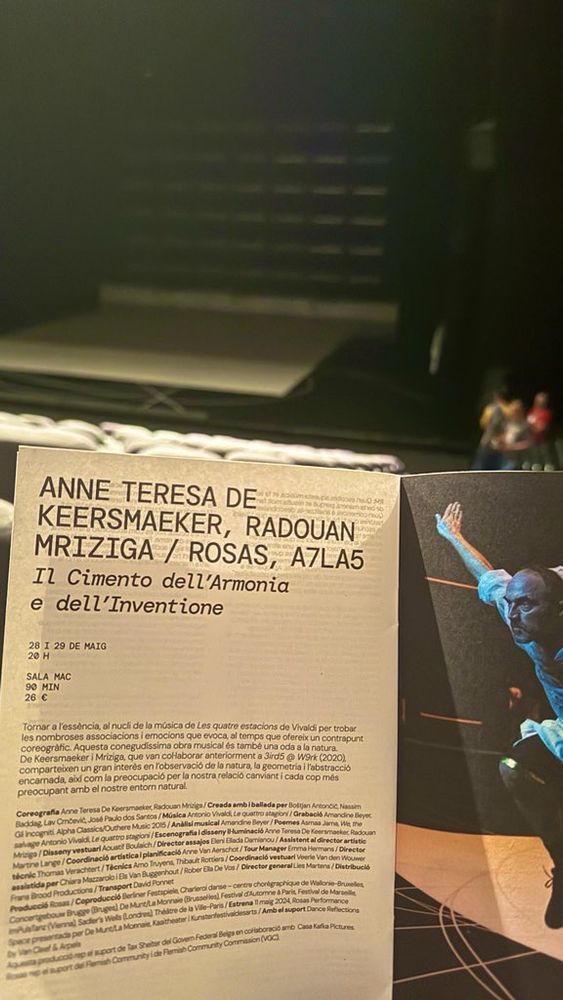 ANNE TERESA DE
KEERSMAEKER, RADOUAN
MRIZIGA / ROSAS, A7LA5
Il Cimento dell'Armonia
e dell'Inventione
28 I 29 DE MAIG
20 H
SALA MAC
90 MIN
26 €
Tornar a l'essència, al nucli de la música de Les quatre estacions de Vivaldi per trobar
les nombroses associacions i emocions que evoca, al temps que ofereix un contrapunt
coreogràfic. Aquesta conegudíssima obra musical és també una oda a la natura.
De Keersmaeker i Mriziga, que van col·laborar anteriorment a 3ird5 @ W9rk (2020),
comparteixen un gran interès en l'observació de la natura, la geometria i l'abstracció
encarnada, així com la preocupació per la nostra relació canviant i cada cop més
preocupant amb el nostre entorn natural.
Coreografia Anne Teresa De Keersmaeker, Radouan Mriziga / Creada amb i ballada per Boštjan Antončič, Nassim
Baddag, Lav Crnčević, José Paulo dos Santos / Música Antonio Vivaldi, Le quattro stagioni / Grabació Amandine Beyer,
Gli Incogniti. Alpha Classics/Outhere Music 2015 / Anàlisi musical Amandine Beyer / Poemes Asmaa Jama, We, the
salvage Antonio Vivaldi, Le quattro stagioni / Escenografia i disseny il·luminació Anne Teresa De Keersmaeker, Radouan
Mriziga / Disseny vestuari Aouatif Boulaich / Director assajos Eleni Ellada Damianou / Assistent al director artístic
Martine Lange / Coordinació artística i planificació Anne Van Aerschot / Tour Manager Emma Hermans / Director
tècnic Thomas Verachtert / Tècnics Arno Truyens, Thibault Rottiers / Coordinació vestuari Veerle Van den Wouwer
assistida per Chiara Mazzarolo i Els Van Buggenhout / Rober Ella De Vos / Director general Lies Martens / Distribució
Frans Brood Productions / Transport David Ponnet
Producció Rosas / Coproducció Berliner Festspiele, Charleroi danse – centre chorégraphique de Wallonie-Bruxelles,
Concertgebouw Brugge (Bruges), De Munt/La Monnaie (Brusselles), Festival d'Automne à Paris, Festival de Marseille,
ImPulsTanz (Vienna), Sadler's Wells (Londres), Théâtre de la Ville-París / Estrena 11 maig 2024, Rosas Performance
Space presentada per De Munt/La Monnaie, Kaaitheater i Kunstenfestivaldesarts / Amb el suport Dance Reflections
by Van Cleef & Arpels
Aquesta producció rep el suport de Tax Shelter del Govern Federal Belga en col·laboració amb Casa Kafka Pictures
Rosas rep el suport del Flemish Community i de Flemish Community Commission (VGC).